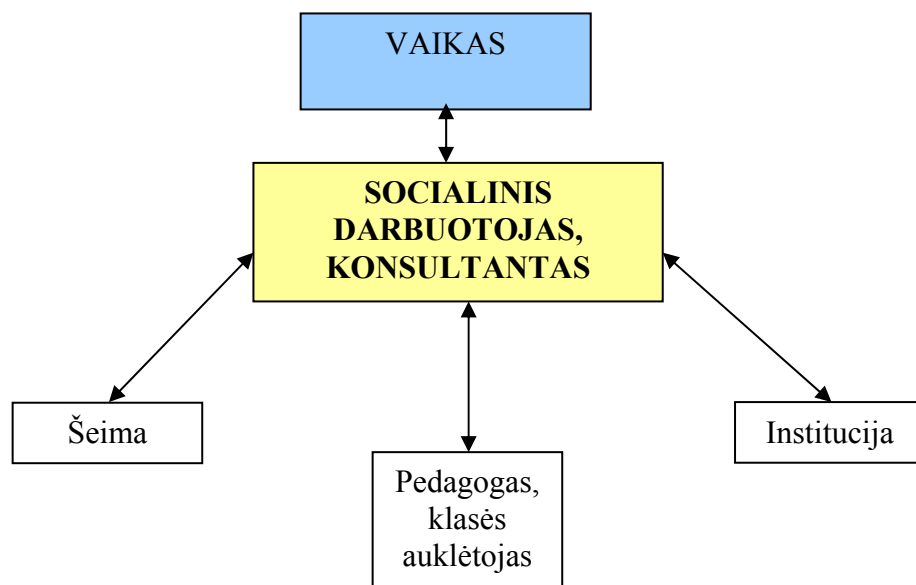 VAIKAS
SOCIALINIS
DARBUOTOJAS,
KONSULTANTAS
Šeima
Institucija
Pedagogas,
klasės
auklėtojas